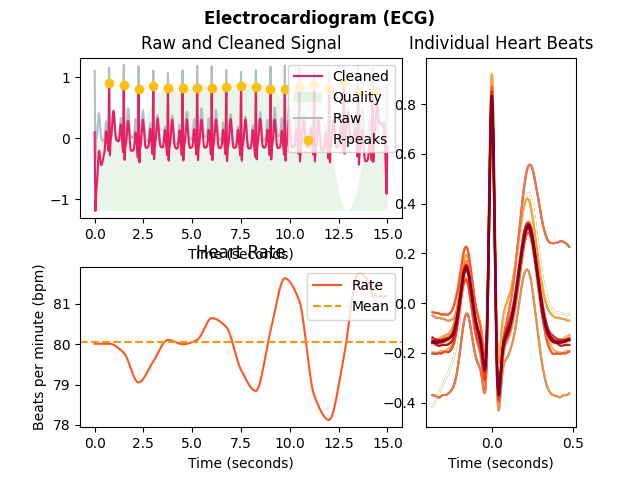 Electrocardiogram (ECG)
Raw and Cleaned Signal
1
0
−1
0.0 2.5 5.0 7.5 10.0 12.5 15.0
Time (seconds)
Cleaned
Quality
Raw
R-peaks
Heart Rate
Beats per minute (bpm)
81
80
79
78
0.0 2.5 5.0 7.5 10.0 12.5 15.0
Time (seconds)
Rate
Mean
Individual Heart Beats
0.8
0.6
0.4
0.2
0.0
−0.2
−0.4
0.0 0.5
Time (seconds)